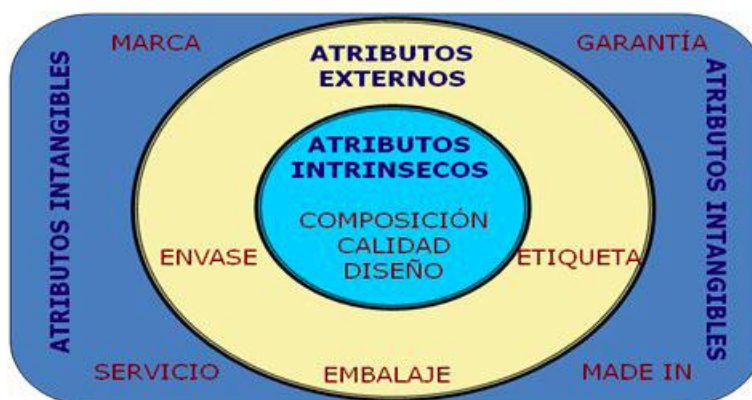 MARCA
ATRIBUTOS
EXTERNOS
GARANTÍA
ATRIBUTOS INTANGIBLES
ATRIBUTOS
INTRINSECOS
COMPOSICIÓN
CALIDAD
DISEÑO
ENVASE
ETIQUETA
ATRIBUTOS INTANGIBLES
SERVICIO
EMBALAJE
MADE IN